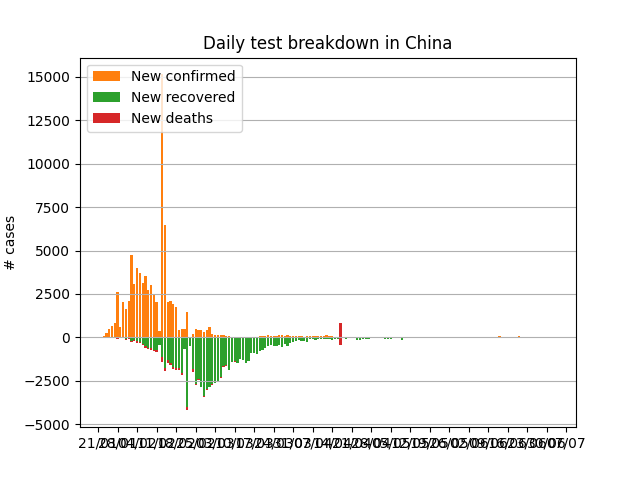 Daily test breakdown in China
New confirmed
New recovered
New deaths
# cases
15000
12500
10000
7500
5000
2500
0
−2500
−5000